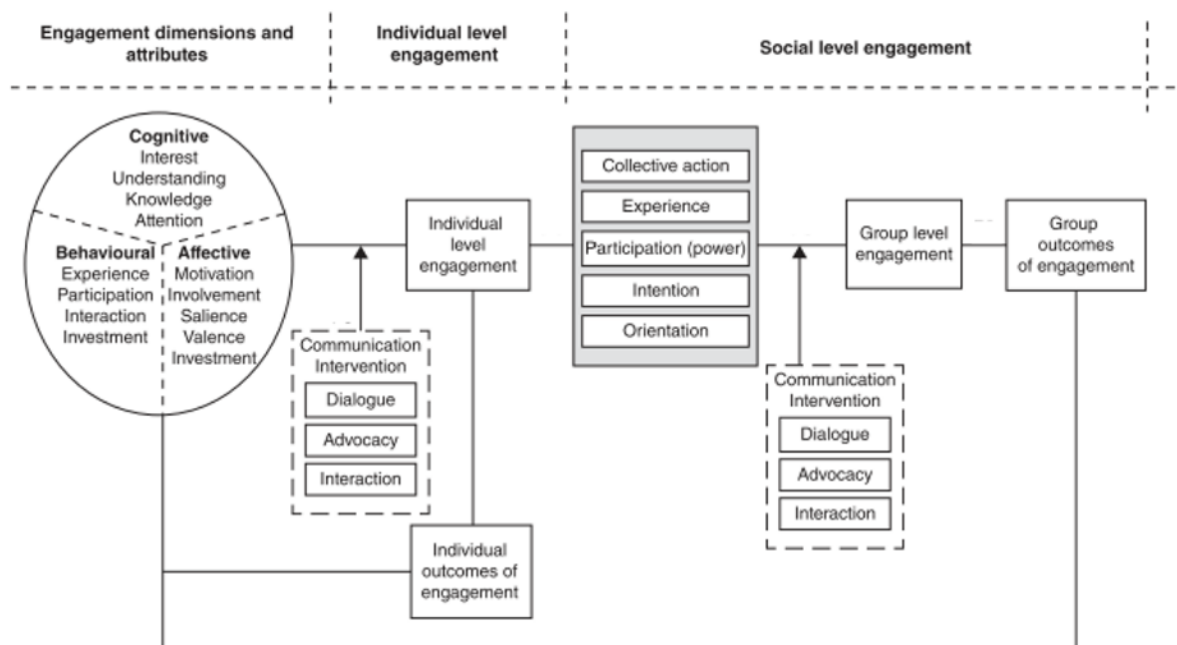 Engagement dimensions and
attributes
Individual level
engagement
Social level engagement
Cognitive
Interest
Understanding
Knowledge
Attention
Behavioural
Experience
Participation
Interaction
Investment
Affective
Motivation
Involvement
Salience
Valence
Investment
Communication
Intervention
Dialogue
Advocacy
Interaction
Individual
level
engagement
Individual
outcomes of
engagement
Collective action
Experience
Participation (power)
Intention
Orientation
Communication
Intervention
Dialogue
Advocacy
Interaction
Group level
engagement
Group
outcomes
of engagement